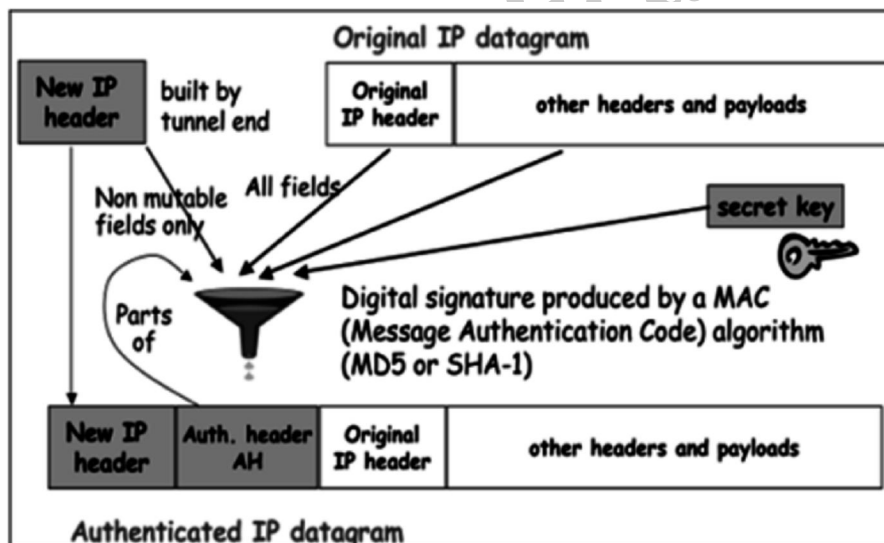 Original IP datagram
New IP
header
built by
tunnel end
Original
IP header
other headers and payloads
Non mutable
fields only
All fields
secret key
Parts
of
Digital signature produced by a MAC
(Message Authentication Code) algorithm
(MD5 or SHA-1)
New IP
header
Auth. header
AH
Original
IP header
other headers and payloads
Authenticated IP datagram